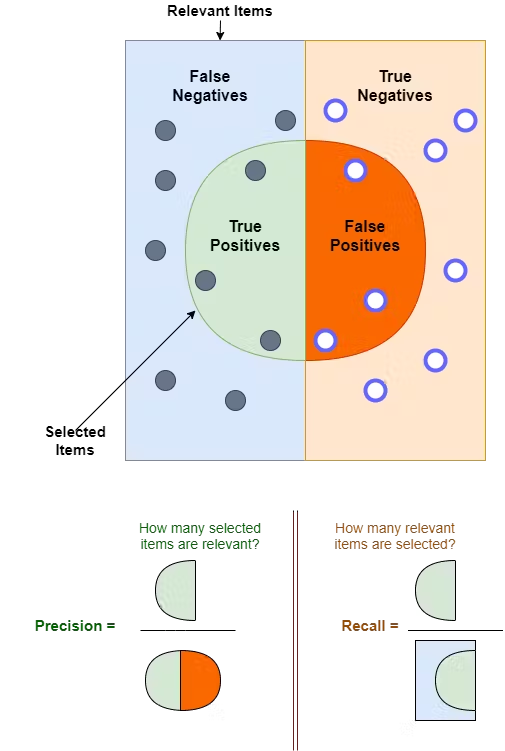 Relevant Items
False
Negatives
True
Negatives
True
Positives
False
Positives
Selected
Items
How many selected
items are relevant?
Precision =
How many relevant
items are selected?
Recall =